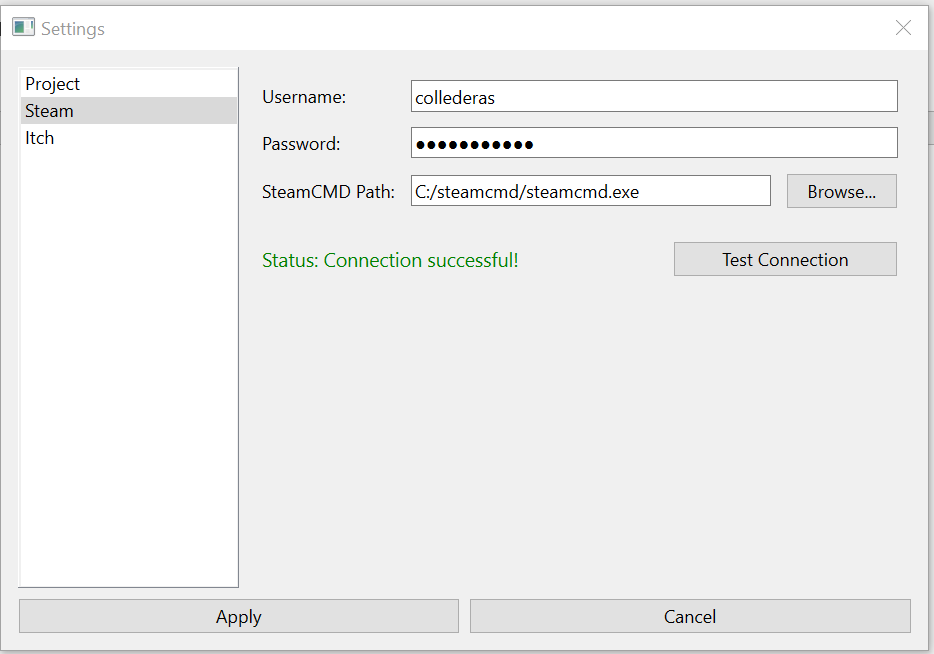 Settings
Project
Steam
Itch
Username: collederas
Password: ●●●●●●●●●●●
SteamCMD Path: C:/steamcmd/steamcmd.exe Browse...
Status: Connection successful! Test Connection
Apply Cancel